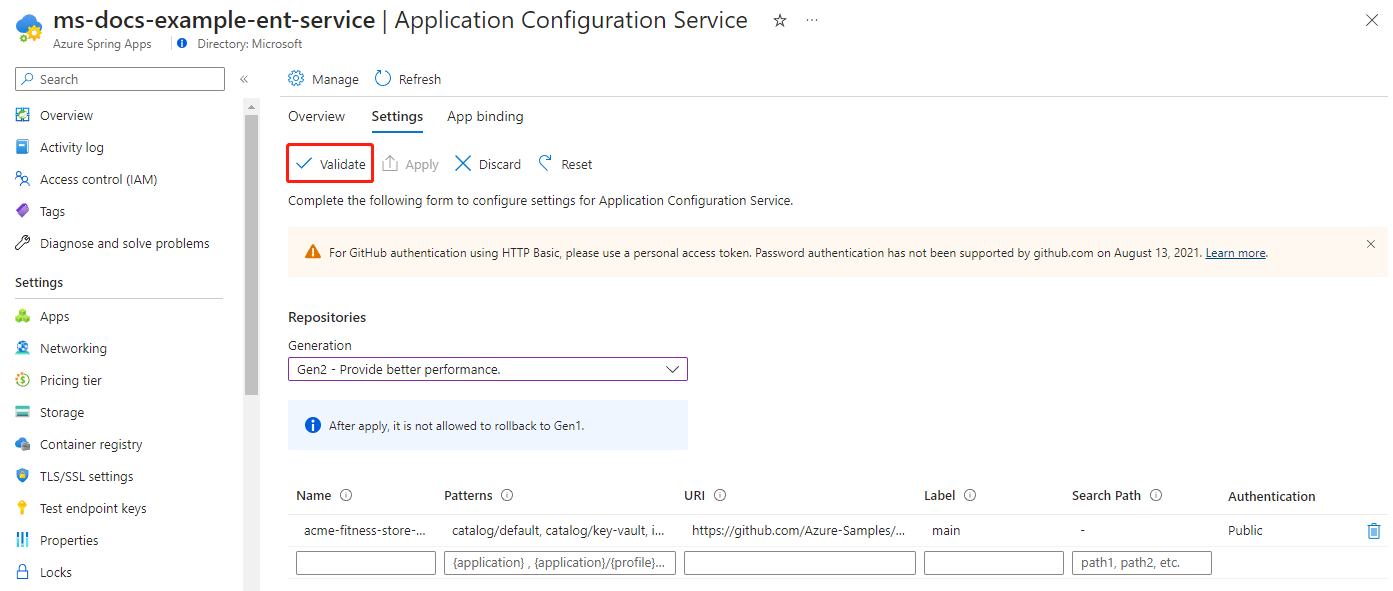 ms-docs-example-ent-service | Application Configuration Service
Azure Spring Apps
Directory: Microsoft
Search
Overview
Activity log
Access control (IAM)
Tags
Diagnose and solve problems
Settings
Apps
Networking
Pricing tier
Storage
Container registry
TLS/SSL settings
Test endpoint keys
Properties
Locks
Manage Refresh
Overview Settings App binding
Validate Apply Discard Reset
Complete the following form to configure settings for Application Configuration Service.
For GitHub authentication using HTTP Basic, please use a personal access token. Password authentication has not been supported by github.com on August 13, 2021. Learn more.
Repositories
Generation
Gen2 - Provide better performance.
After apply, it is not allowed to rollback to Gen1.
Name Patterns URI Label Search Path Authentication
acme-fitness-store-... catalog/default, catalog/key-vault, i... https://github.com/Azure-Samples/... main - Public
{application} , {application}/{profile}... path1, path2, etc.